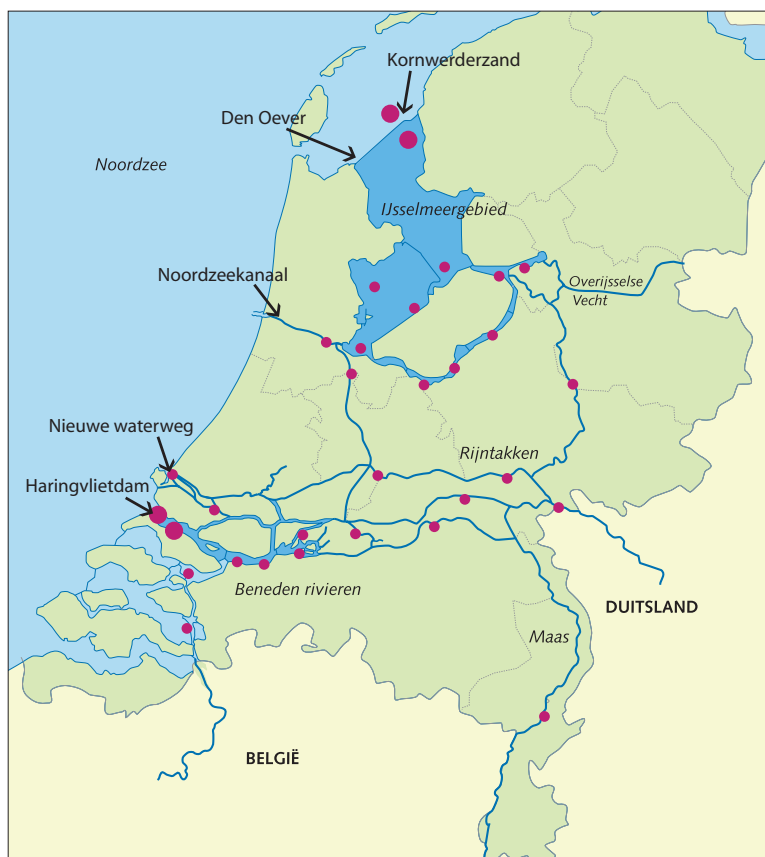 Kornwerderzand
Den Oever
Noordzee
IJsselmeergebied
Noordzeekanaal
Overijsselse
Vecht
Nieuwe waterweg
Rijntakken
Haringvlietdam
Beneden rivieren
DUITSLAND
Maas
BELGIË